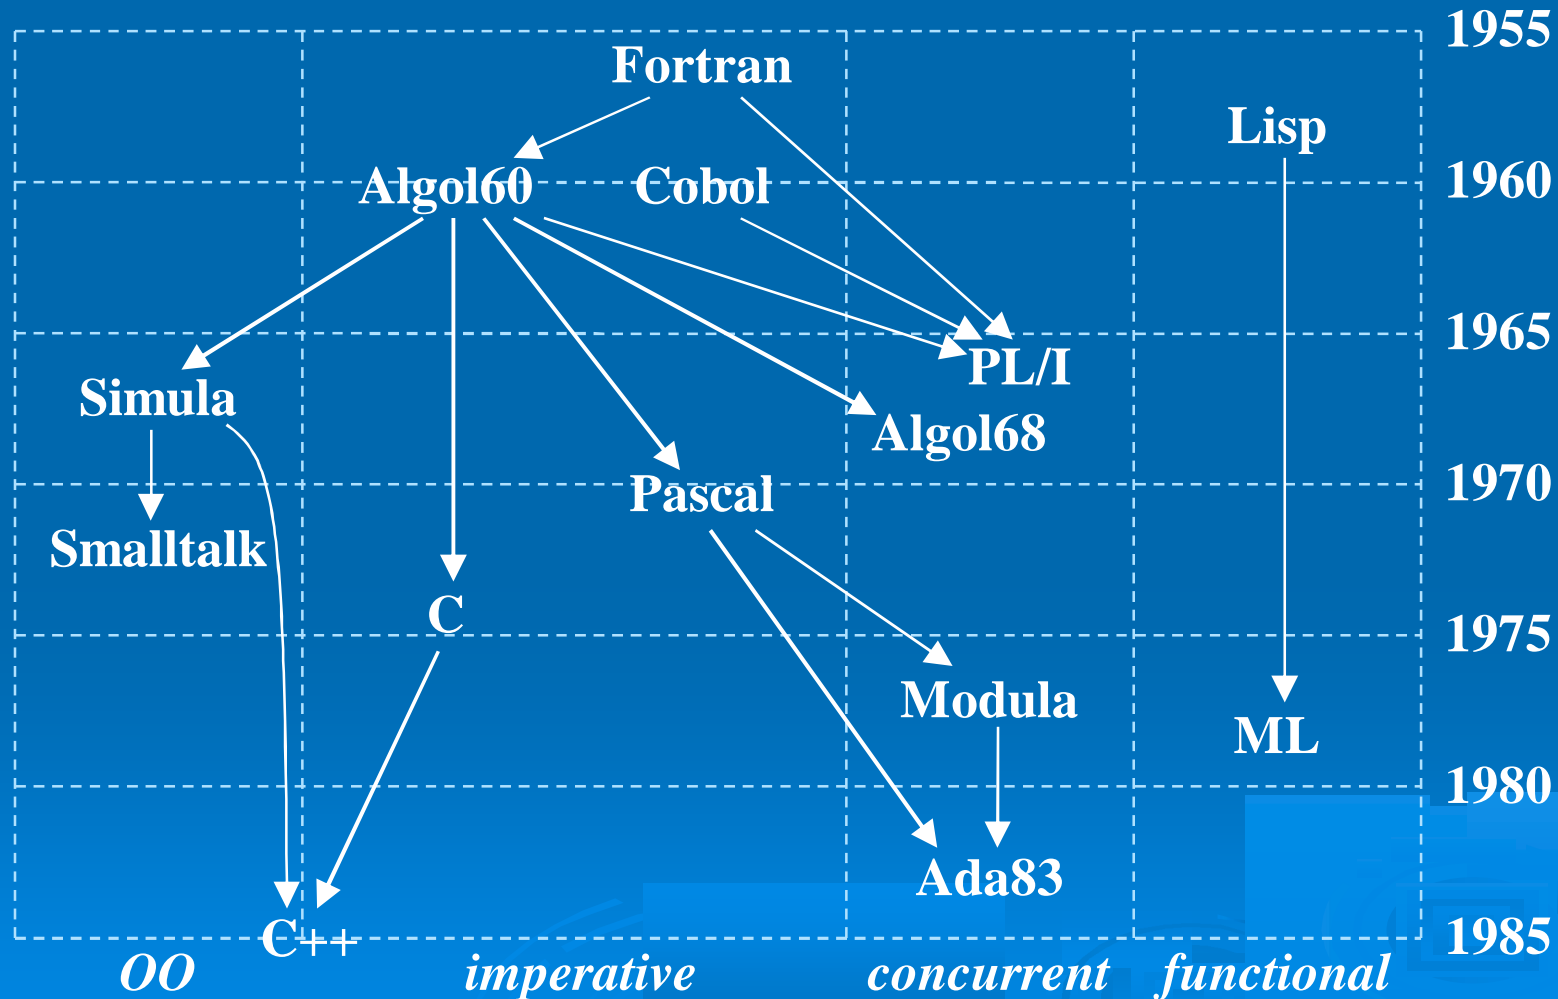 1955
Fortran
Lisp
Algol60 Cobol 1960
1965
PL/I
Simula
Algol68
1970
Pascal
Smalltalk
C
1975
Modula
ML
1980
Ada83
C++ 1985
OO imperative concurrent functional